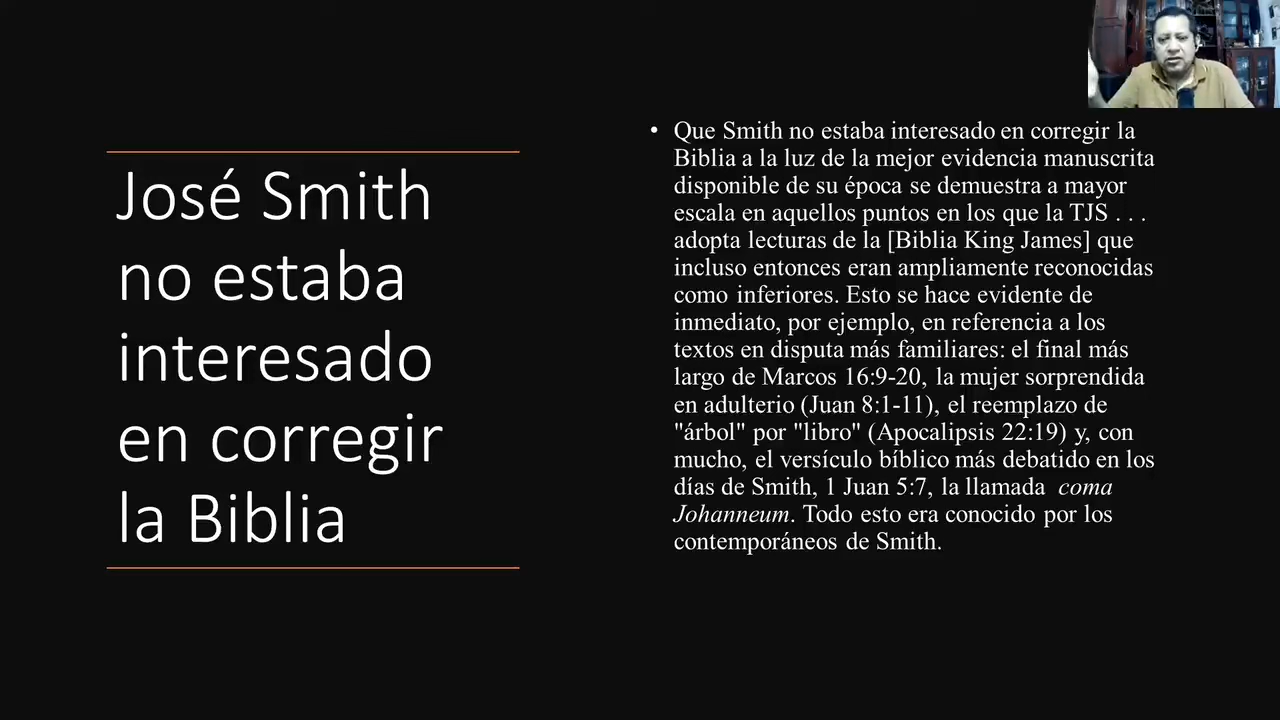 José Smith
no estaba
interesado
en corregir
la Biblia
• Que Smith no estaba interesado en corregir la
Biblia a la luz de la mejor evidencia manuscrita
disponible de su época se demuestra a mayor
escala en aquellos puntos en los que la TJS . . .
adopta lecturas de la [Biblia King James] que
incluso entonces eran ampliamente reconocidas
como inferiores. Esto se hace evidente de
inmediato, por ejemplo, en referencia a los
textos en disputa más familiares: el final más
largo de Marcos 16:9-20, la mujer sorprendida
en adulterio (Juan 8:1-11), el reemplazo de
"árbol" por "libro" (Apocalipsis 22:19) y, con
mucho, el versículo bíblico más debatido en los
días de Smith, 1 Juan 5:7, la llamada coma
Johanneum. Todo esto era conocido por los
contemporáneos de Smith.